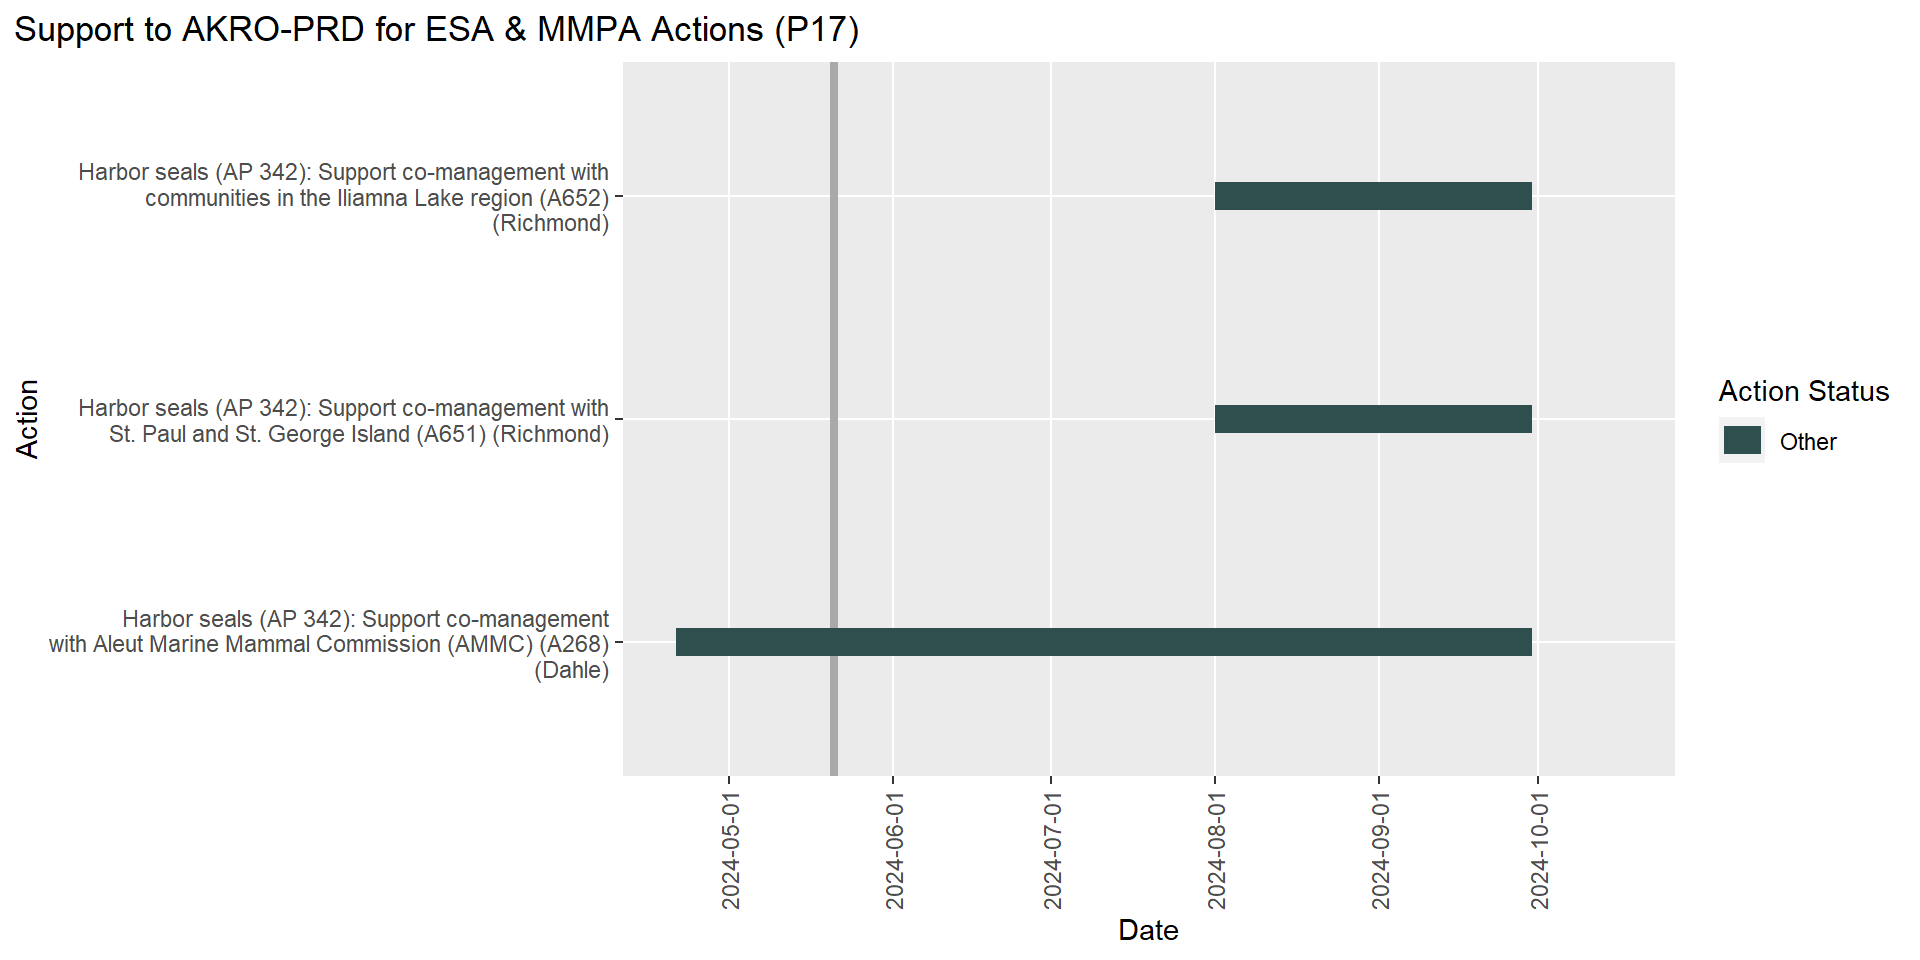 Support to AKRO-PRD for ESA & MMPA Actions (P17)
Action
Harbor seals (AP 342): Support co-management with
communities in the Iliamna Lake region (A652)
(Richmond)
Harbor seals (AP 342): Support co-management with
St. Paul and St. George Island (A651) (Richmond)
Harbor seals (AP 342): Support co-management
with Aleut Marine Mammal Commission (AMMC) (A268)
(Dahle)
2024-05-01
2024-06-01
2024-07-01
2024-08-01
2024-09-01
2024-10-01
Date
Action Status
Other